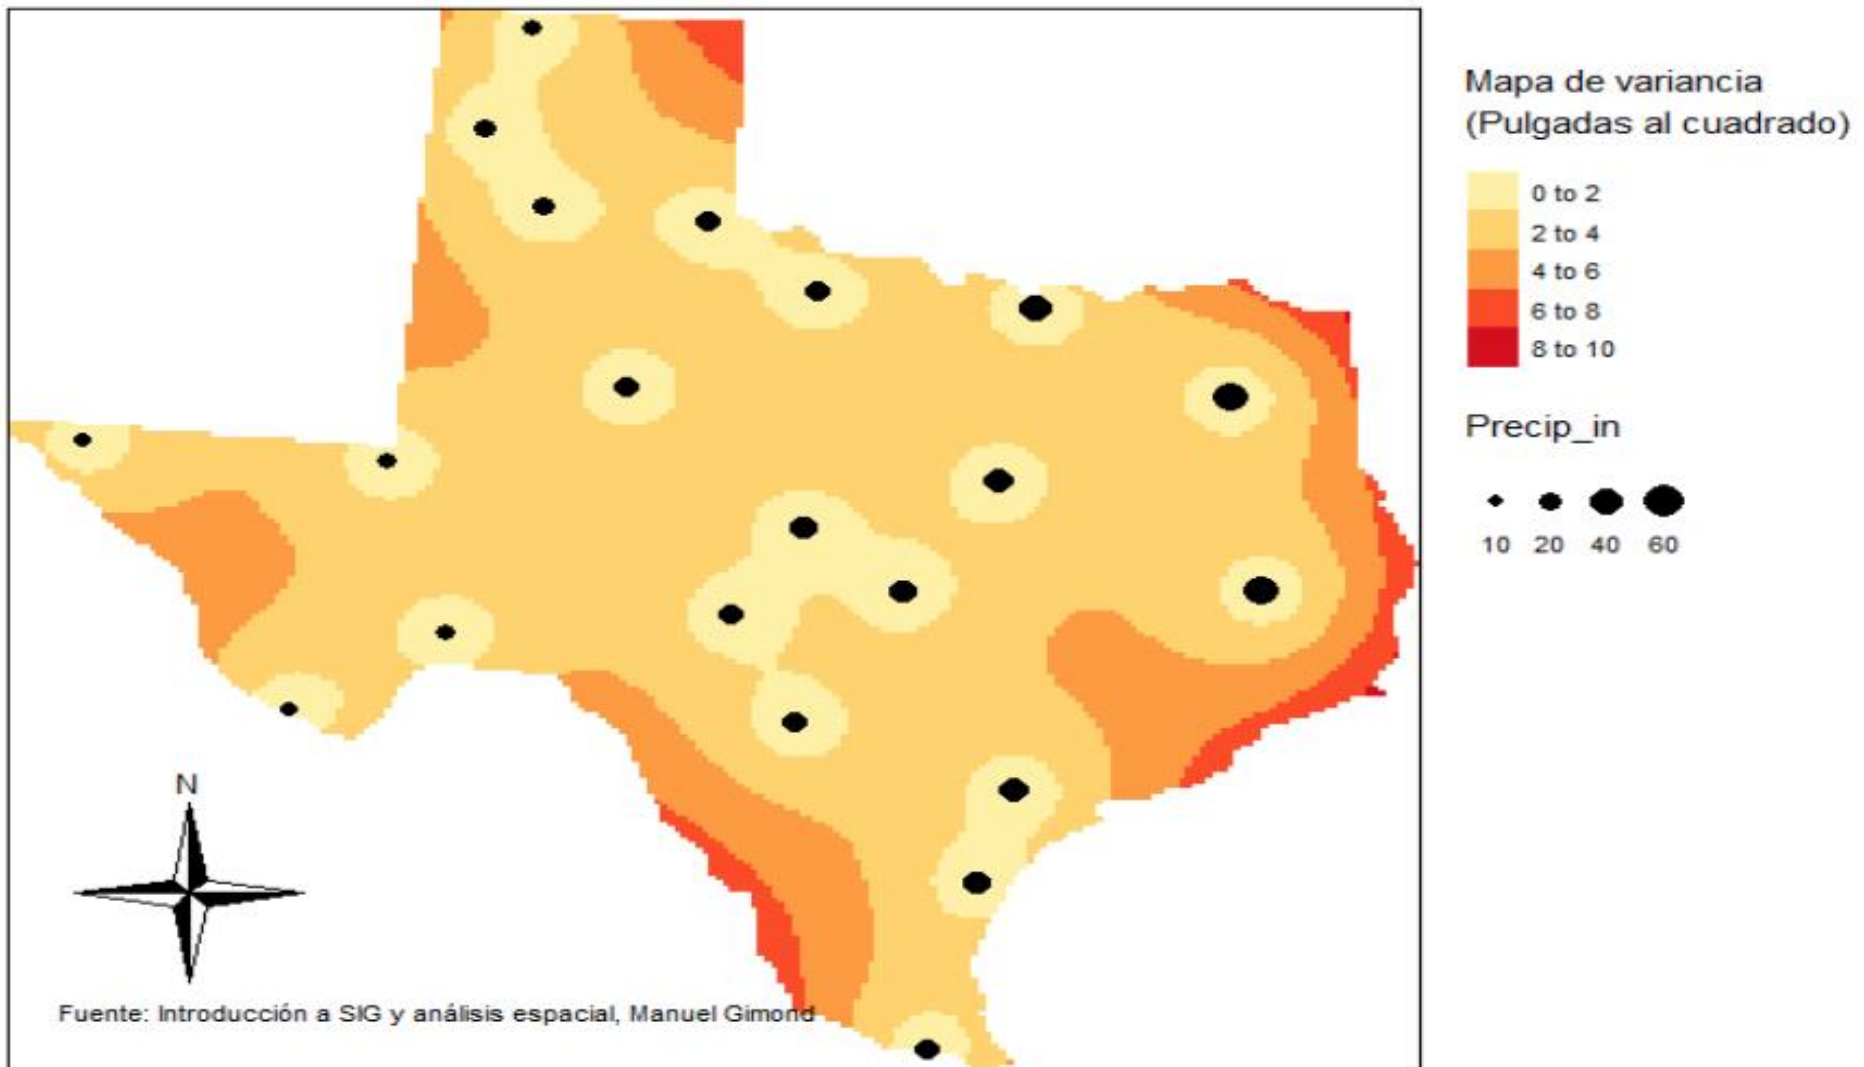 Mapa de variancia
(Pulgadas al cuadrado)
0 to 2
2 to 4
4 to 6
6 to 8
8 to 10
Precip_in
10 20 40 60
N
Fuente: Introducción a SIG y análisis espacial, Manuel Gimond